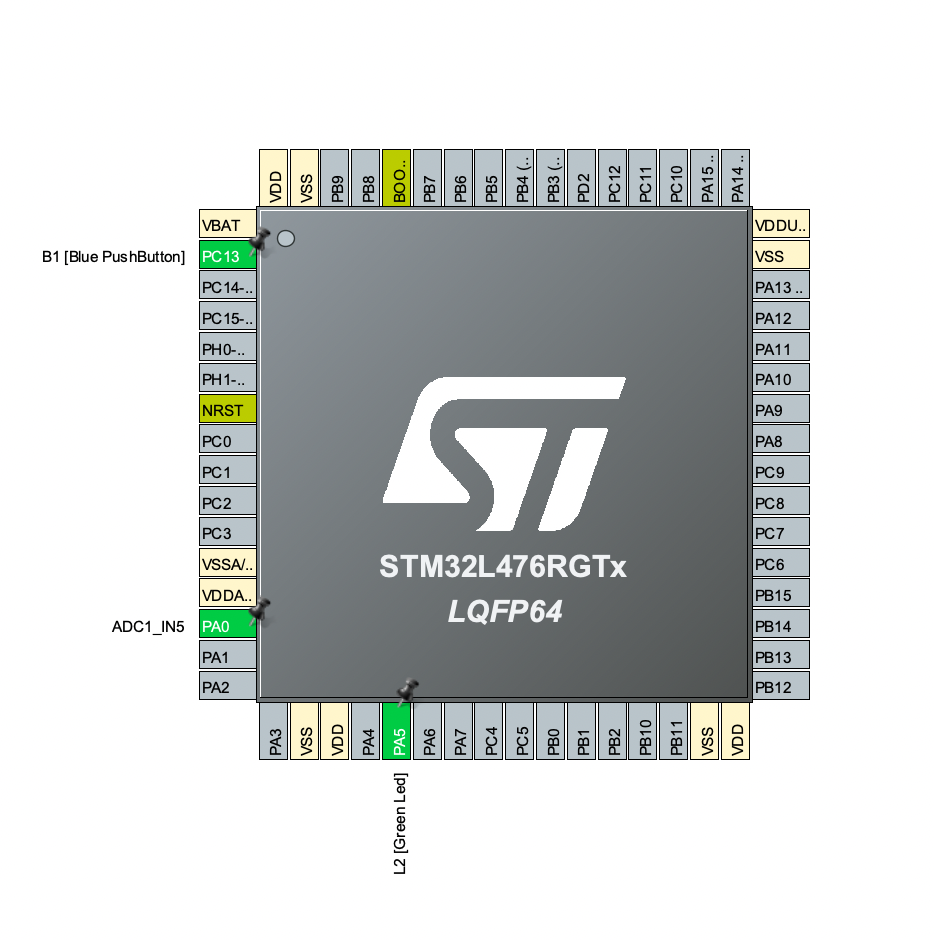 VDD
VSS
PB9
PB8
BOO..
PB7
PB6
PB5
PB4 (..
PB3 (..
PD2
PC12
PC11
PC10
PA15 ..
PA14 ..
VBAT
B1 [Blue PushButton]
PC13
PC14-..
PC15-..
PH0-..
PH1-..
NRST
PC0
PC1
PC2
PC3
VSSA/..
VDDA..
ADC1_IN5
PA0
PA1
PA2
ST
STM32L476RGTx
LQFP64
VDDU..
VSS
PA13 ..
PA12
PA11
PA10
PA9
PA8
PC9
PC8
PC7
PC6
PB15
PB14
PB13
PB12
PA3
VSS
VDD
PA4
PA5
PA6
PA7
PC4
PC5
PB0
PB1
PB2
PB10
PB11
VSS
VDD
L2 [Green Led]